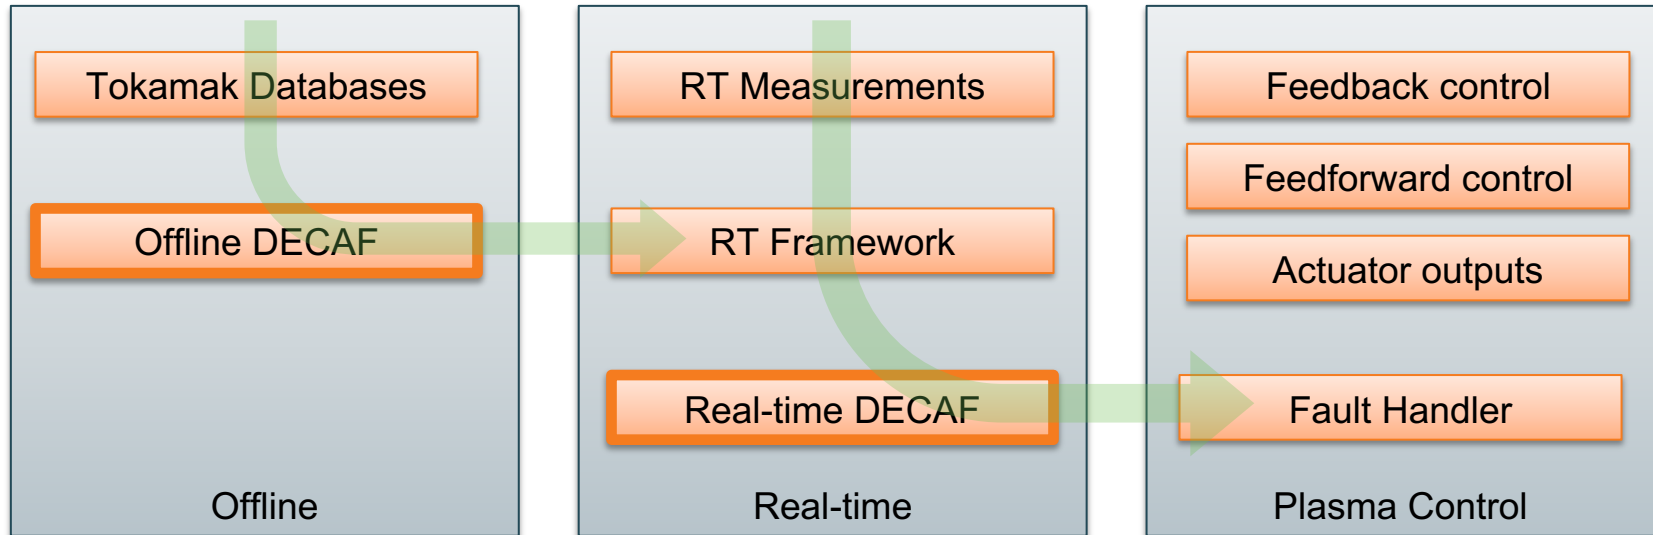 Tokamak Databases
Offline DECAF
Offline
RT Measurements
RT Framework
Real-time DECAF
Real-time
Feedback control
Feedforward control
Actuator outputs
Fault Handler
Plasma Control